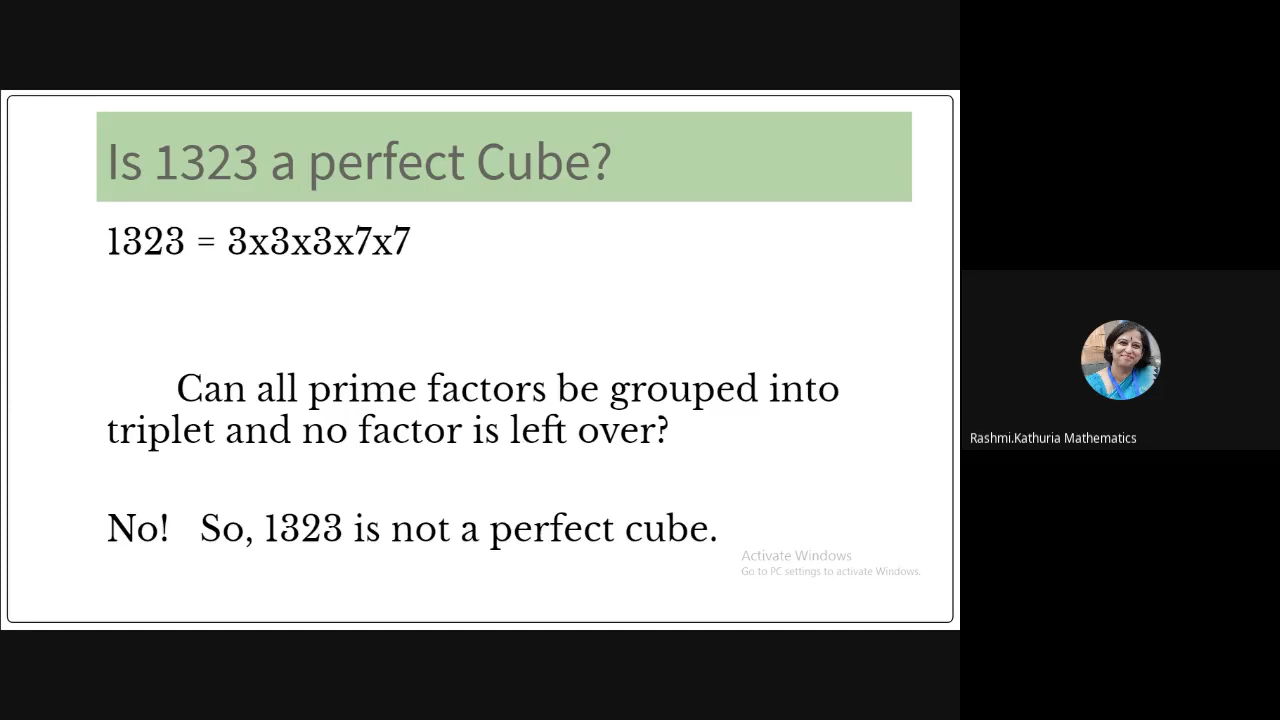 Is 1323 a perfect Cube?
1323 = 3x3x3x7x7
Can all prime factors be grouped into
triplet and no factor is left over?
No! So, 1323 is not a perfect cube.
Activate Windows
Go to PC settings to activate Windows.
Rashmi.Kathuria Mathematics